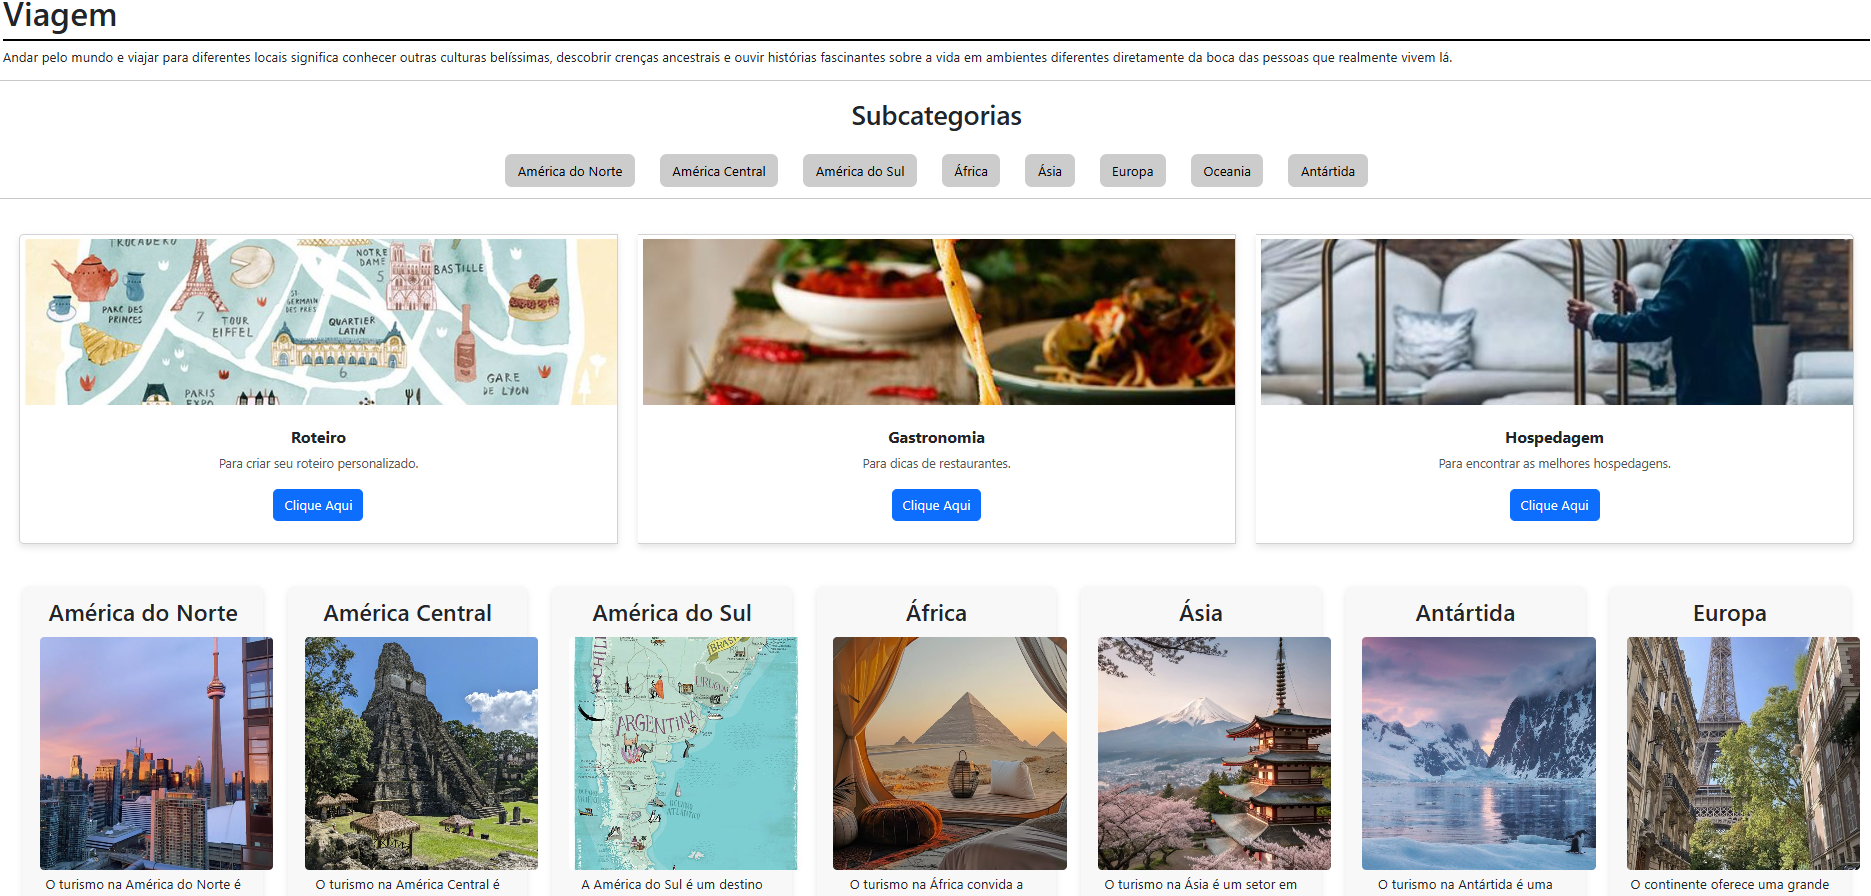 Viagem
Andar pelo mundo e viajar para diferentes locais significa conhecer outras culturas belíssimas, descobrir crenças ancestrais e ouvir histórias fascinantes sobre a vida em ambientes diferentes diretamente da boca das pessoas que realmente vivem lá.
Subcategorias
América do Norte
América Central
América do Sul
África
Ásia
Europa
Oceania
Antártida
TROCADERO
NOTRE
DAME
5
BASTILLE
ST.
GERMAIN
DES PRES
PARC DES
PRINCES
7
TOUR
EIFFEL
QUARTIER
LATIN
6
GARE
DE LYON
PARIS
EXPO
Roteiro
Para criar seu roteiro personalizado.
Clique Aqui
Gastronomia
Para dicas de restaurantes.
Clique Aqui
Hospedagem
Para encontrar as melhores hospedagens.
Clique Aqui
América do Norte
América Central
América do Sul
África
Ásia
Antártida
Europa
CHIL
BRAS
URUGUAY
ARGENTINA
O turismo na América do Norte é
O turismo na América Central é
A América do Sul é um destino
O turismo na África convida a
O turismo na Ásia é um setor em
O turismo na Antártida é uma
O continente oferece uma grande